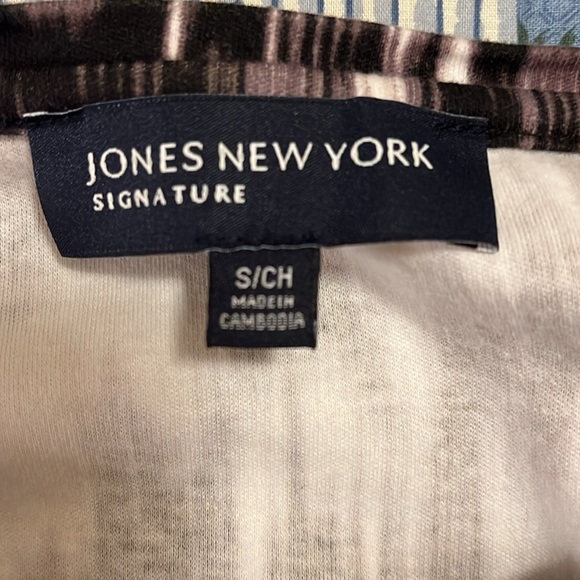 JONES NEW YORK
SIGNATURE
S/CH
MADE IN
CAMBODIA